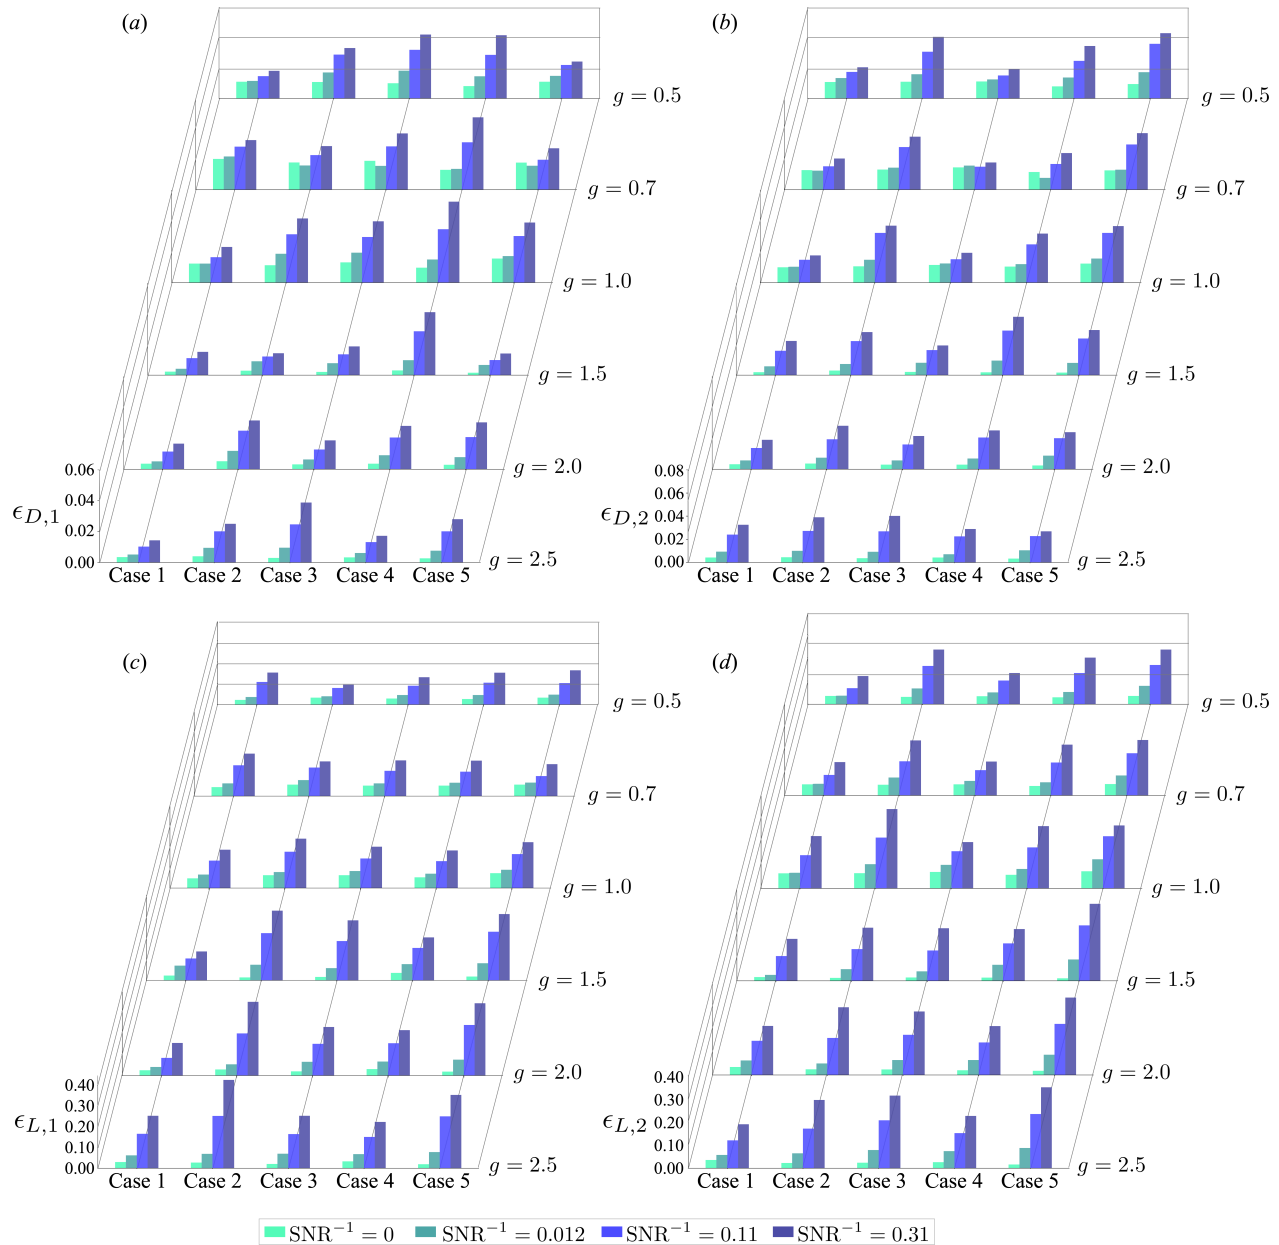 (a)
g = 0.5
g = 0.7
g = 1.0
g = 1.5
g = 2.0
g = 2.5
ϵ_{D,1}
0.06
0.04
0.02
0.00
Case 1 Case 2 Case 3 Case 4 Case 5
(b)
g = 0.5
g = 0.7
g = 1.0
g = 1.5
g = 2.0
g = 2.5
ϵ_{D,2}
0.08
0.06
0.04
0.02
0.00
Case 1 Case 2 Case 3 Case 4 Case 5
(c)
g = 0.5
g = 0.7
g = 1.0
g = 1.5
g = 2.0
g = 2.5
ϵ_{L,1}
0.40
0.30
0.20
0.10
0.00
Case 1 Case 2 Case 3 Case 4 Case 5
(d)
g = 0.5
g = 0.7
g = 1.0
g = 1.5
g = 2.0
g = 2.5
ϵ_{L,2}
0.40
0.30
0.20
0.10
0.00
Case 1 Case 2 Case 3 Case 4 Case 5
SNR⁻¹ = 0 SNR⁻¹ = 0.012 SNR⁻¹ = 0.11 SNR⁻¹ = 0.31